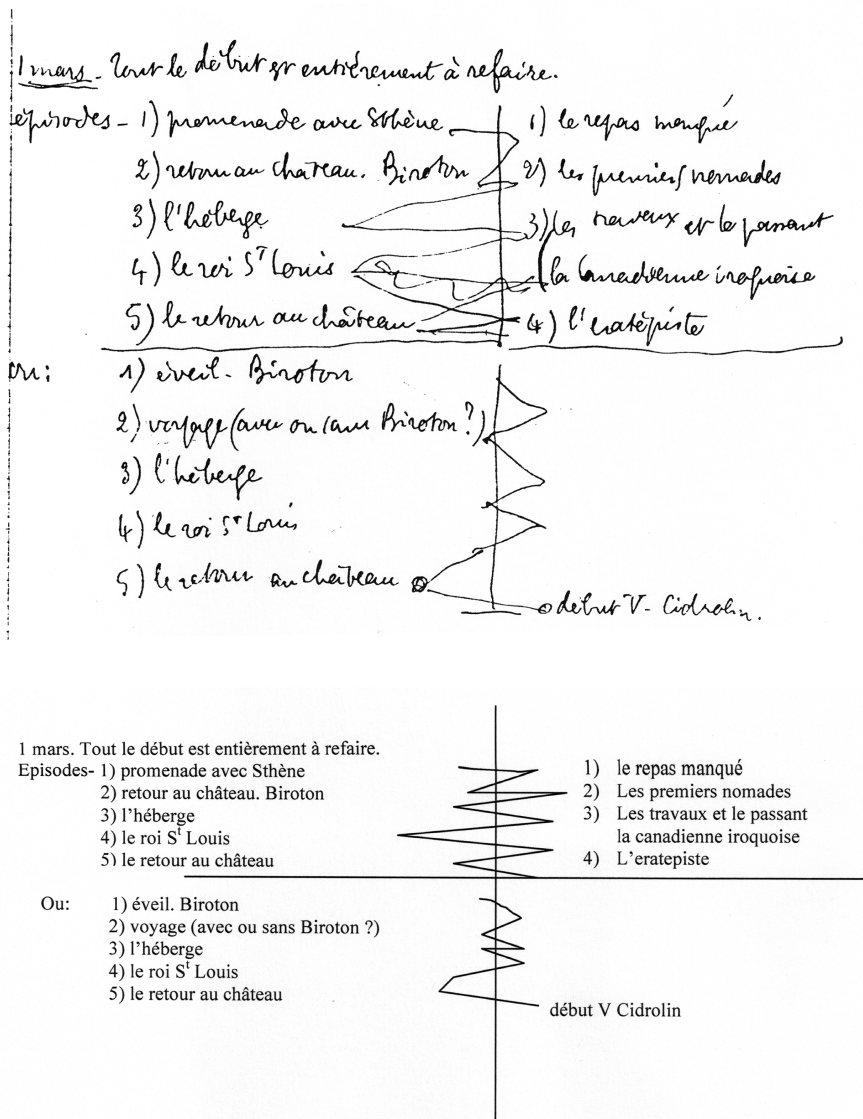 1 mars. Tout le début est entièrement à refaire.
épisodes - 1) promenade avec Sthène 1) le repas manqué
2) retour au château. Biroton 2) les premiers nomades
3) l'héberge 3) les travaux et le passant
4) le roi S^T Louis la Canadienne iroquoise
5) le retour au château 4) l'eratépiste
ou: 1) éveil - Biroton
2) voyage (avec ou sans Biroton ?)
3) l'héberge
4) le roi S^T Louis
5) le retour au château
début V - Cidrolin.
1 mars. Tout le début est entièrement à refaire.
Episodes- 1) promenade avec Sthène 1) le repas manqué
2) retour au château. Biroton 2) Les premiers nomades
3) l'héberge 3) Les travaux et le passant
4) le roi S^t Louis la canadienne iroquoise
5) le retour au château 4) L'eratepiste
Ou: 1) éveil. Biroton
2) voyage (avec ou sans Biroton ?)
3) l'héberge
4) le roi S^t Louis
5) le retour au château
début V Cidrolin